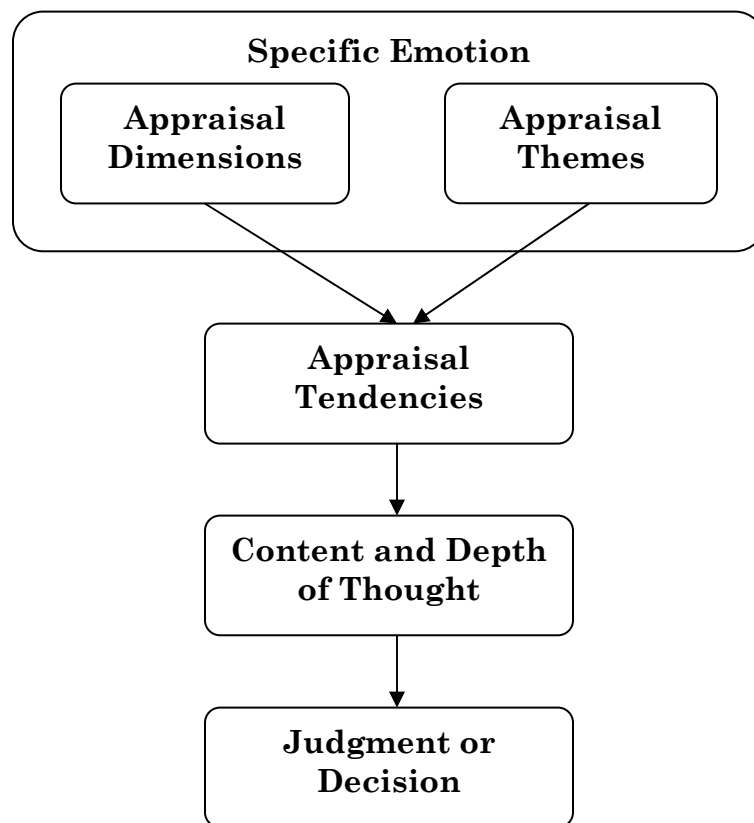 Specific Emotion
Appraisal
Dimensions
Appraisal
Themes
Appraisal
Tendencies
Content and Depth
of Thought
Judgment or
Decision